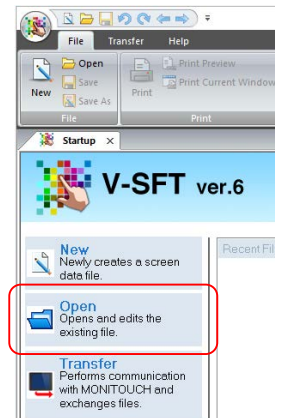 File Transfer Help
New
Open
Save
Save As
Print
Print Preview
Print Current Window
File Print
Startup
V-SFT ver.6
New
Newly creates a screen
data file.
Open
Opens and edits the
existing file.
Transfer
Performs communication
with MONITOUCH and
exchanges files.
Recent Fil